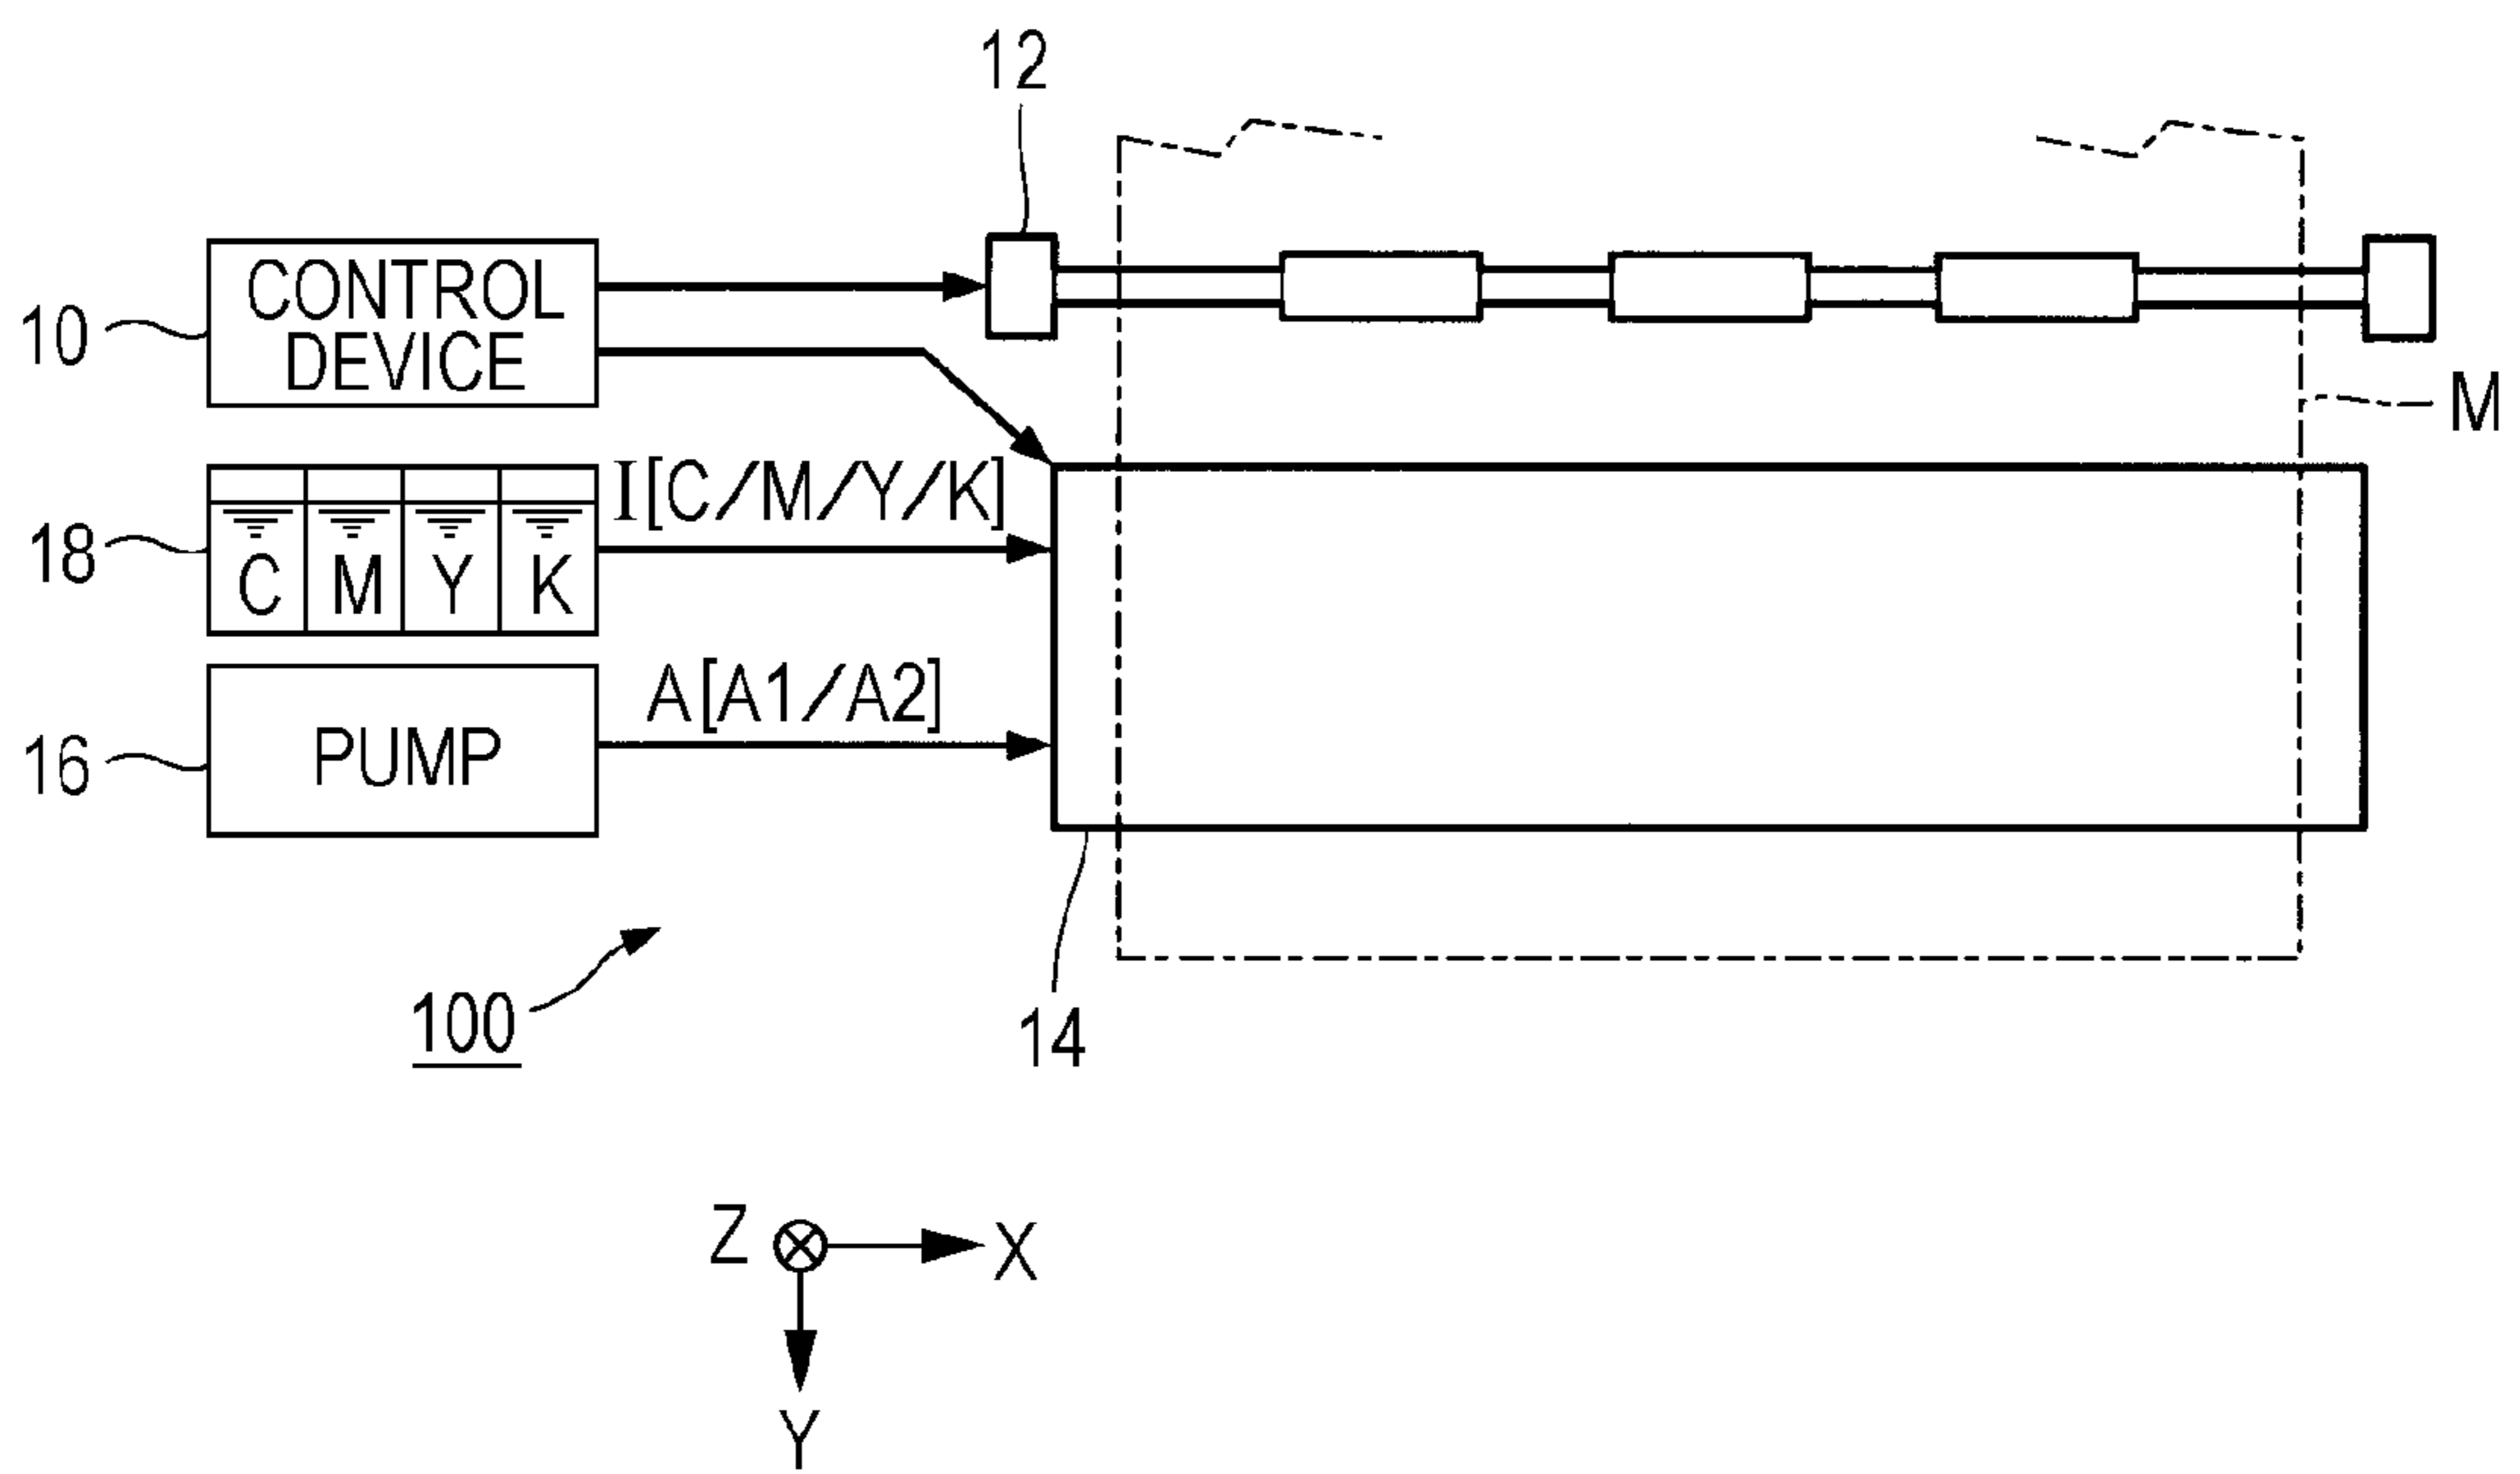 12
10
CONTROL
DEVICE
M
18
C M Y K
I[C/M/Y/K]
16
PUMP
A[A1/A2]
100
14
Z
X
Y